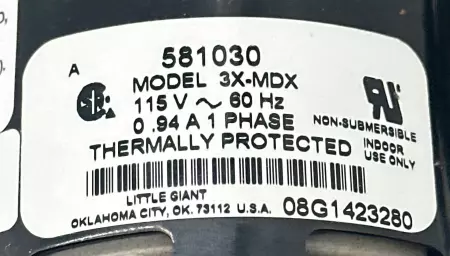 581030
A
MODEL 3X-MDX
115 V ~ 60 Hz
0.94 A 1 PHASE
NON-SUBMERSIBLE
THERMALLY PROTECTED
INDOOR
USE ONLY
LITTLE GIANT
OKLAHOMA CITY, OK. 73112 U.S.A.
08G1423280